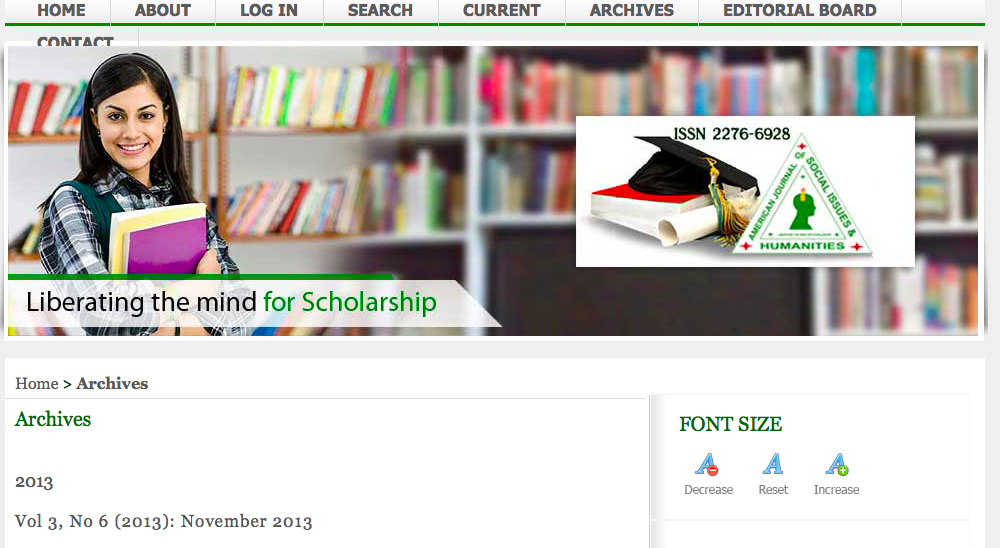 HOME ABOUT LOG IN SEARCH CURRENT ARCHIVES EDITORIAL BOARD
CONTACT
ISSN 2276-6928
AMERICAN JOURNAL OF SOCIAL ISSUES &
HUMANITIES
Liberating the mind for Scholarship
Home > Archives
Archives
FONT SIZE
Decrease Reset Increase
2013
Vol 3, No 6 (2013): November 2013